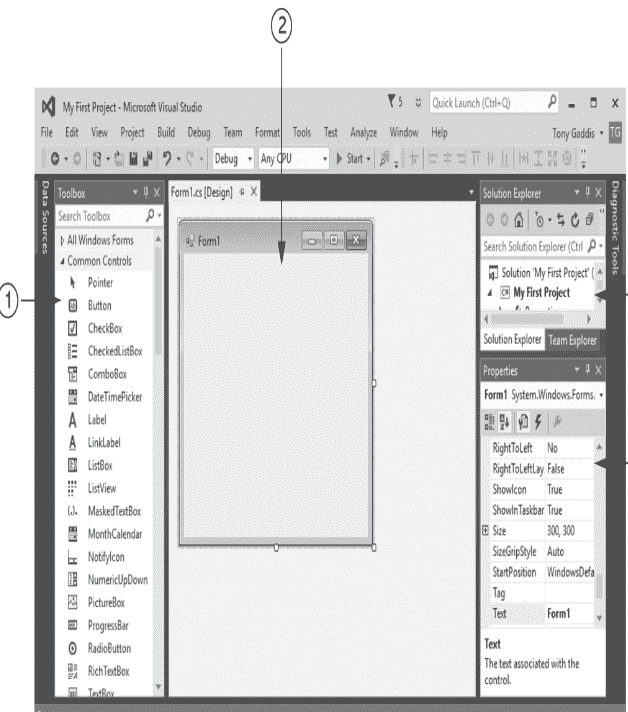 2
My First Project - Microsoft Visual Studio
5
Quick Launch (Ctrl+Q)
File Edit View Project Build Debug Team Format Tools Test Analyze Window Help
Tony Gaddis TG
Debug Any CPU Start
Data Sources
Toolbox
Search Toolbox
All Windows Forms
Common Controls
Pointer
Button
CheckBox
CheckedListBox
ComboBox
DateTimePicker
Label
LinkLabel
ListBox
ListView
MaskedTextBox
MonthCalendar
NotifyIcon
NumericUpDown
PictureBox
ProgressBar
RadioButton
RichTextBox
TextBox
1
Form1.cs [Design]
Form1
Solution Explorer
Search Solution Explorer (Ctrl
Solution 'My First Project' (
C# My First Project
Solution Explorer Team Explorer
Properties
Form1 System.Windows.Forms.
RightToLeft No
RightToLeftLay False
ShowIcon True
ShowInTaskbar True
Size 300, 300
SizeGripStyle Auto
StartPosition WindowsDefa
Tag
Text Form1
Text
The text associated with the
control.
Diagnostic Tools